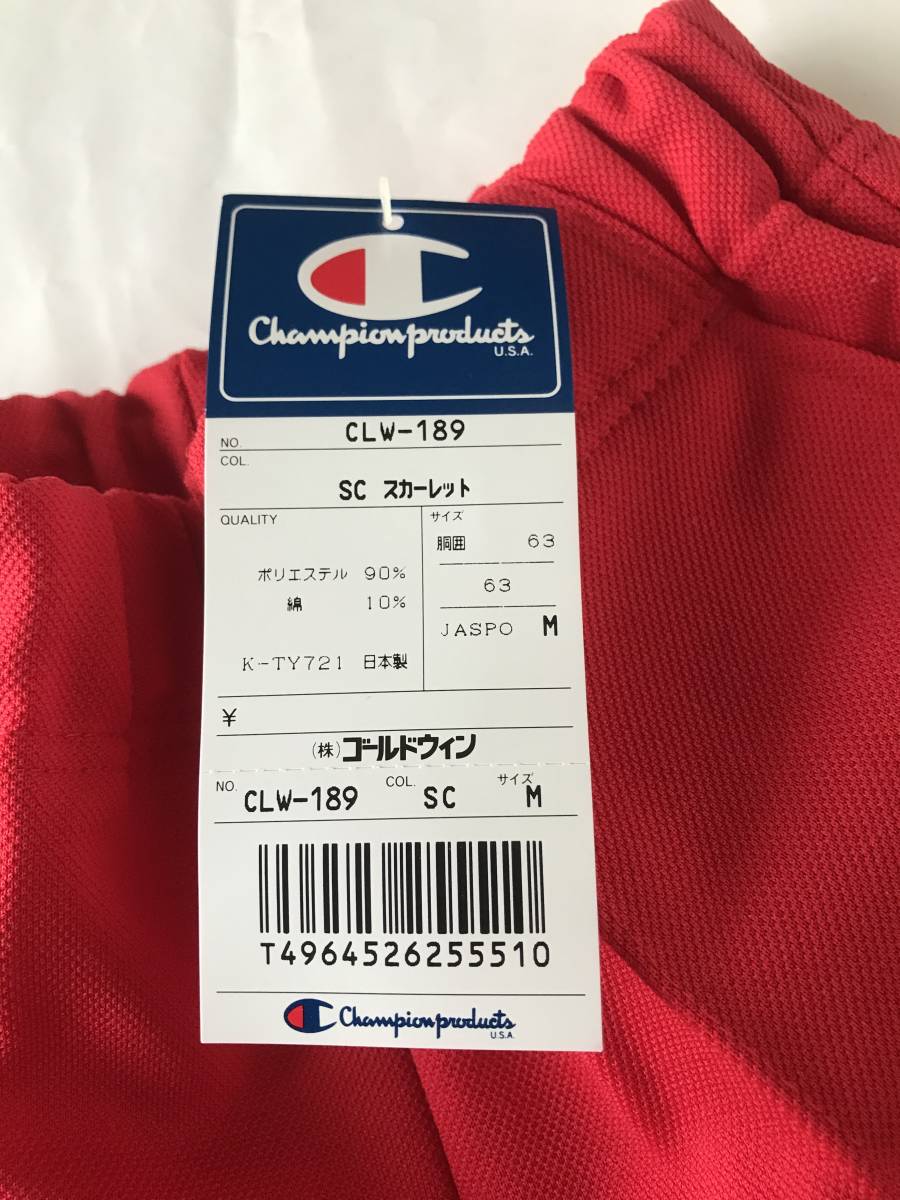 Champion products
U.S.A.
NO. CLW-189
COL.
SC スカーレット
QUALITY
ポリエステル 90%
綿 10%
K-TY721 日本製
サイズ
胴囲 63
63
JASPO M
¥
(株)ゴールドウィン
NO. CLW-189 COL. SC サイズ M
T4964526255510
Champion products
U.S.A.